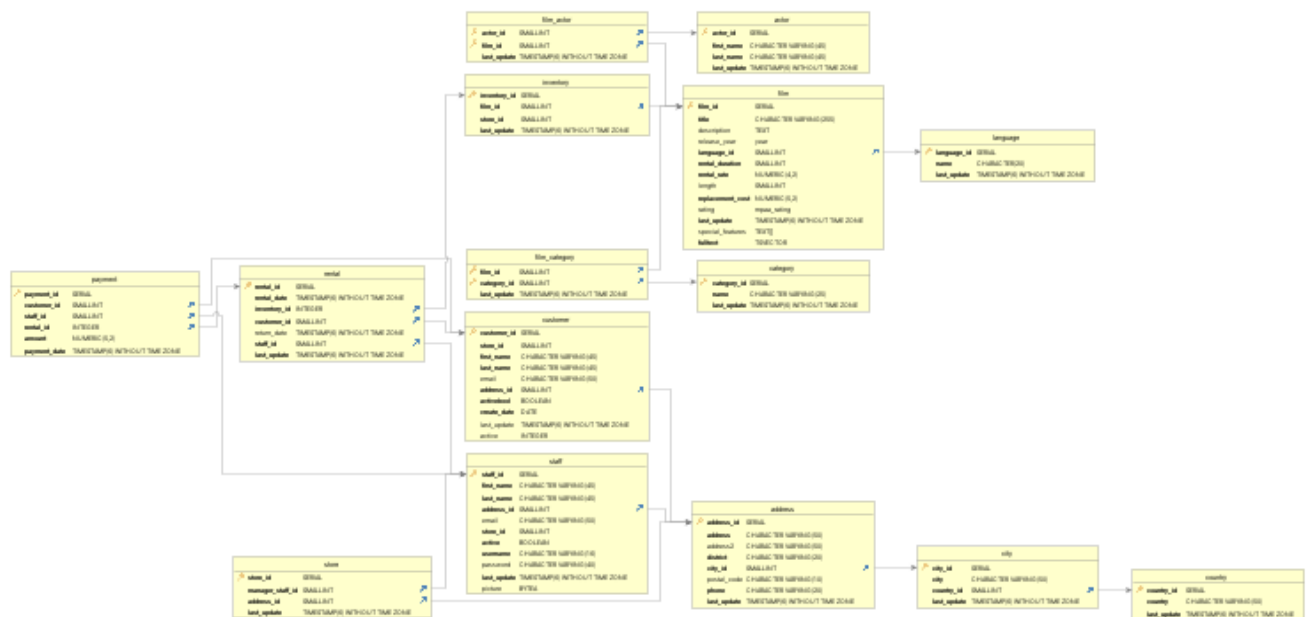 film_actor
actor_id SMALLINT
film_id SMALLINT
last_update TIMESTAMP(6) WITHOUT TIME ZONE
actor
actor_id SERIAL
first_name CHARACTER VARYING(45)
last_name CHARACTER VARYING(45)
last_update TIMESTAMP(6) WITHOUT TIME ZONE
inventory
inventory_id SERIAL
film_id SMALLINT
store_id SMALLINT
last_update TIMESTAMP(6) WITHOUT TIME ZONE
film
film_id SERIAL
title CHARACTER VARYING(255)
description TEXT
release_year year
language_id SMALLINT
rental_duration SMALLINT
rental_rate NUMERIC(4,2)
length SMALLINT
replacement_cost NUMERIC(5,2)
rating mpaa_rating
last_update TIMESTAMP(6) WITHOUT TIME ZONE
special_features TEXT[]
fulltext TSVECTOR
language
language_id SERIAL
name CHARACTER(20)
last_update TIMESTAMP(6) WITHOUT TIME ZONE
film_category
film_id SMALLINT
category_id SMALLINT
last_update TIMESTAMP(6) WITHOUT TIME ZONE
category
category_id SERIAL
name CHARACTER VARYING(25)
last_update TIMESTAMP(6) WITHOUT TIME ZONE
payment
payment_id SERIAL
customer_id SMALLINT
staff_id SMALLINT
rental_id INTEGER
amount NUMERIC(5,2)
payment_date TIMESTAMP(6) WITHOUT TIME ZONE
rental
rental_id SERIAL
rental_date TIMESTAMP(6) WITHOUT TIME ZONE
inventory_id INTEGER
customer_id SMALLINT
return_date TIMESTAMP(6) WITHOUT TIME ZONE
staff_id SMALLINT
last_update TIMESTAMP(6) WITHOUT TIME ZONE
customer
customer_id SERIAL
store_id SMALLINT
first_name CHARACTER VARYING(45)
last_name CHARACTER VARYING(45)
email CHARACTER VARYING(50)
address_id SMALLINT
activebool BOOLEAN
create_date DATE
last_update TIMESTAMP(6) WITHOUT TIME ZONE
active INTEGER
staff
staff_id SERIAL
first_name CHARACTER VARYING(45)
last_name CHARACTER VARYING(45)
address_id SMALLINT
email CHARACTER VARYING(50)
store_id SMALLINT
active BOOLEAN
username CHARACTER VARYING(16)
password CHARACTER VARYING(40)
last_update TIMESTAMP(6) WITHOUT TIME ZONE
picture BYTEA
store
store_id SERIAL
manager_staff_id SMALLINT
address_id SMALLINT
last_update TIMESTAMP(6) WITHOUT TIME ZONE
address
address_id SERIAL
address CHARACTER VARYING(50)
address2 CHARACTER VARYING(50)
district CHARACTER VARYING(20)
city_id SMALLINT
postal_code CHARACTER VARYING(10)
phone CHARACTER VARYING(20)
last_update TIMESTAMP(6) WITHOUT TIME ZONE
city
city_id SERIAL
city CHARACTER VARYING(50)
country_id SMALLINT
last_update TIMESTAMP(6) WITHOUT TIME ZONE
country
country_id SERIAL
country CHARACTER VARYING(50)
last_update TIMESTAMP(6) WITHOUT TIME ZONE